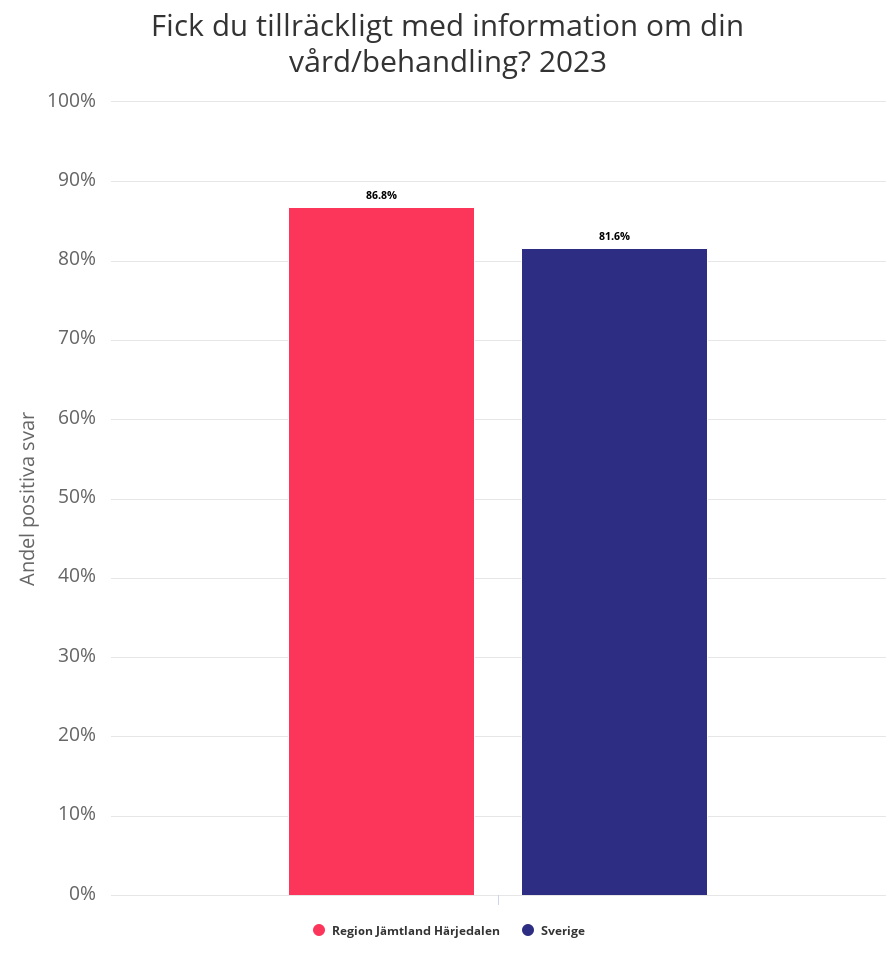 Fick du tillräckligt med information om din
vård/behandling? 2023
100%
90%
80%
70%
60%
50%
40%
30%
20%
10%
0%
Andel positiva svar
86.8%
81.6%
Region Jämtland Härjedalen
Sverige